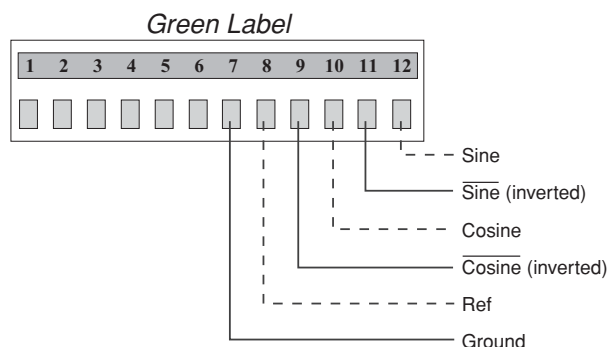 Green Label
1 2 3 4 5 6 7 8 9 10 11 12
Sine
Sine (inverted)
Cosine
Cosine (inverted)
Ref
Ground